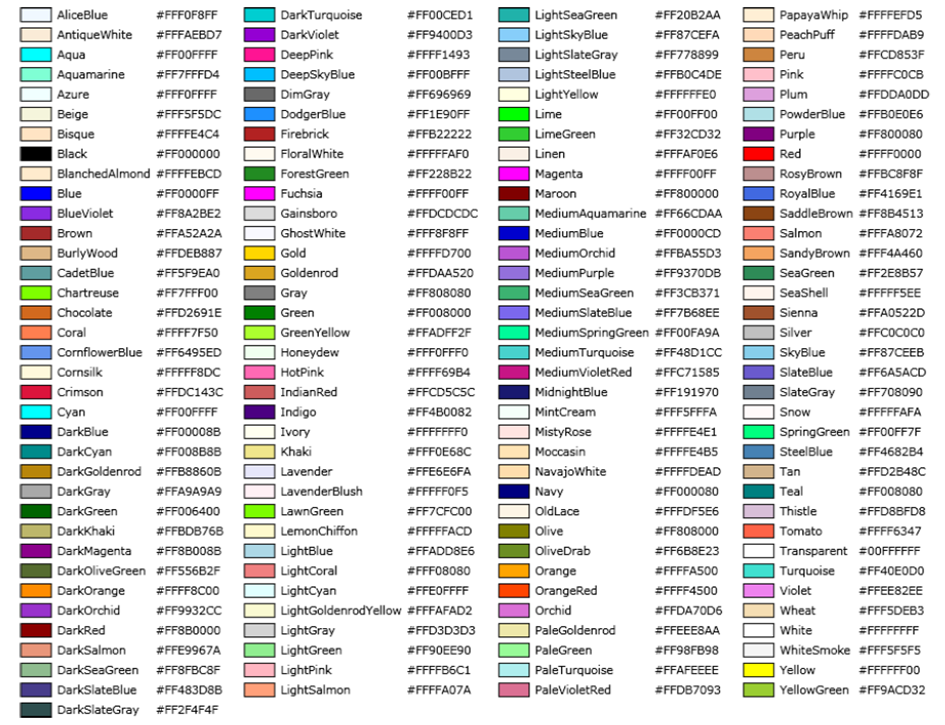 AliceBlue #FFF0F8FF
AntiqueWhite #FFFAEBD7
Aqua #FF00FFFF
Aquamarine #FF7FFFD4
Azure #FFF0FFFF
Beige #FFF5F5DC
Bisque #FFFFE4C4
Black #FF000000
BlanchedAlmond #FFFFEBCD
Blue #FF0000FF
BlueViolet #FF8A2BE2
Brown #FFA52A2A
BurlyWood #FFDEB887
CadetBlue #FF5F9EA0
Chartreuse #FF7FFF00
Chocolate #FFD2691E
Coral #FFFF7F50
CornflowerBlue #FF6495ED
Cornsilk #FFFFF8DC
Crimson #FFDC143C
Cyan #FF00FFFF
DarkBlue #FF00008B
DarkCyan #FF008B8B
DarkGoldenrod #FFB8860B
DarkGray #FFA9A9A9
DarkGreen #FF006400
DarkKhaki #FFBDB76B
DarkMagenta #FF8B008B
DarkOliveGreen #FF556B2F
DarkOrange #FFFF8C00
DarkOrchid #FF9932CC
DarkRed #FF8B0000
DarkSalmon #FFE9967A
DarkSeaGreen #FF8FBC8F
DarkSlateBlue #FF483D8B
DarkSlateGray #FF2F4F4F
DarkTurquoise #FF00CED1
DarkViolet #FF9400D3
DeepPink #FFFF1493
DeepSkyBlue #FF00BFFF
DimGray #FF696969
DodgerBlue #FF1E90FF
Firebrick #FFB22222
FloralWhite #FFFFFAF0
ForestGreen #FF228B22
Fuchsia #FFFF00FF
Gainsboro #FFDCDCDC
GhostWhite #FFF8F8FF
Gold #FFFFD700
Goldenrod #FFDAA520
Gray #FF808080
Green #FF008000
GreenYellow #FFADFF2F
Honeydew #FFF0FFF0
HotPink #FFFF69B4
IndianRed #FFCD5C5C
Indigo #FF4B0082
Ivory #FFFFFFF0
Khaki #FFF0E68C
Lavender #FFE6E6FA
LavenderBlush #FFFFF0F5
LawnGreen #FF7CFC00
LemonChiffon #FFFFFACD
LightBlue #FFADD8E6
LightCoral #FFF08080
LightCyan #FFE0FFFF
LightGoldenrodYellow #FFFAFAD2
LightGray #FFD3D3D3
LightGreen #FF90EE90
LightPink #FFFFB6C1
LightSalmon #FFFFA07A
LightSeaGreen #FF20B2AA
LightSkyBlue #FF87CEFA
LightSlateGray #FF778899
LightSteelBlue #FFB0C4DE
LightYellow #FFFFFFE0
Lime #FF00FF00
LimeGreen #FF32CD32
Linen #FFFAF0E6
Magenta #FFFF00FF
Maroon #FF800000
MediumAquamarine #FF66CDAA
MediumBlue #FF0000CD
MediumOrchid #FFBA55D3
MediumPurple #FF9370DB
MediumSeaGreen #FF3CB371
MediumSlateBlue #FF7B68EE
MediumSpringGreen #FF00FA9A
MediumTurquoise #FF48D1CC
MediumVioletRed #FFC71585
MidnightBlue #FF191970
MintCream #FFF5FFFA
MistyRose #FFFFE4E1
Moccasin #FFFFE4B5
NavajoWhite #FFFFDEAD
Navy #FF000080
OldLace #FFFDF5E6
Olive #FF808000
OliveDrab #FF6B8E23
Orange #FFFFA500
OrangeRed #FFFF4500
Orchid #FFDA70D6
PaleGoldenrod #FFEEE8AA
PaleGreen #FF98FB98
PaleTurquoise #FFAFEEEE
PaleVioletRed #FFDB7093
PapayaWhip #FFFFEFD5
PeachPuff #FFFFDAB9
Peru #FFCD853F
Pink #FFFFC0CB
Plum #FFDDA0DD
PowderBlue #FFB0E0E6
Purple #FF800080
Red #FFFF0000
RosyBrown #FFBC8F8F
RoyalBlue #FF4169E1
SaddleBrown #FF8B4513
Salmon #FFFA8072
SandyBrown #FFF4A460
SeaGreen #FF2E8B57
SeaShell #FFFFF5EE
Sienna #FFA0522D
Silver #FFC0C0C0
SkyBlue #FF87CEEB
SlateBlue #FF6A5ACD
SlateGray #FF708090
Snow #FFFFFAFA
SpringGreen #FF00FF7F
SteelBlue #FF4682B4
Tan #FFD2B48C
Teal #FF008080
Thistle #FFD8BFD8
Tomato #FFFF6347
Transparent #00FFFFFF
Turquoise #FF40E0D0
Violet #FFEE82EE
Wheat #FFF5DEB3
White #FFFFFFFF
WhiteSmoke #FFF5F5F5
Yellow #FFFFFF00
YellowGreen #FF9ACD32